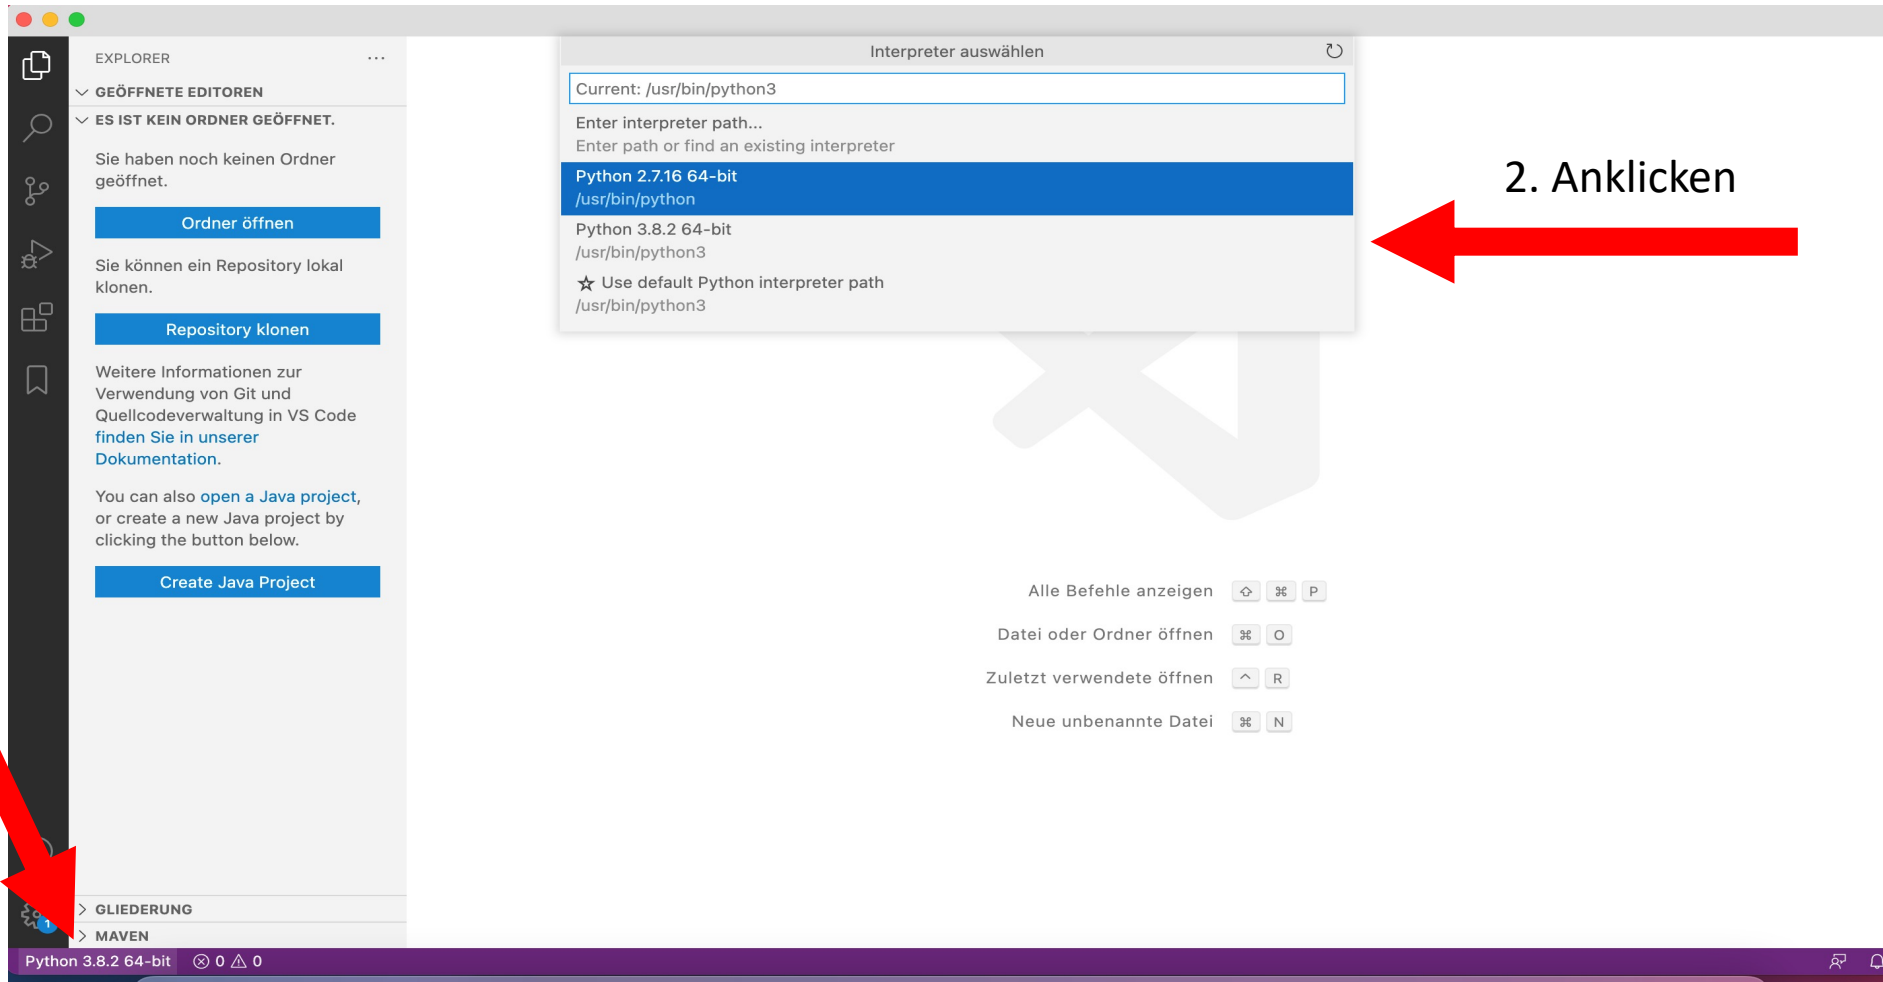 EXPLORER
GEÖFFNETE EDITOREN
ES IST KEIN ORDNER GEÖFFNET.
Sie haben noch keinen Ordner
geöffnet.
Ordner öffnen
Sie können ein Repository lokal
klonen.
Repository klonen
Weitere Informationen zur
Verwendung von Git und
Quellcodeverwaltung in VS Code
finden Sie in unserer
Dokumentation.
You can also open a Java project,
or create a new Java project by
clicking the button below.
Create Java Project
GLIEDERUNG
MAVEN
Interpreter auswählen
Current: /usr/bin/python3
Enter interpreter path...
Enter path or find an existing interpreter
Python 2.7.16 64-bit
/usr/bin/python
Python 3.8.2 64-bit
/usr/bin/python3
☆ Use default Python interpreter path
/usr/bin/python3
2. Anklicken
Alle Befehle anzeigen ⇧ ⌘ P
Datei oder Ordner öffnen ⌘ O
Zuletzt verwendete öffnen ^ R
Neue unbenannte Datei ⌘ N
1
Python 3.8.2 64-bit 0 0